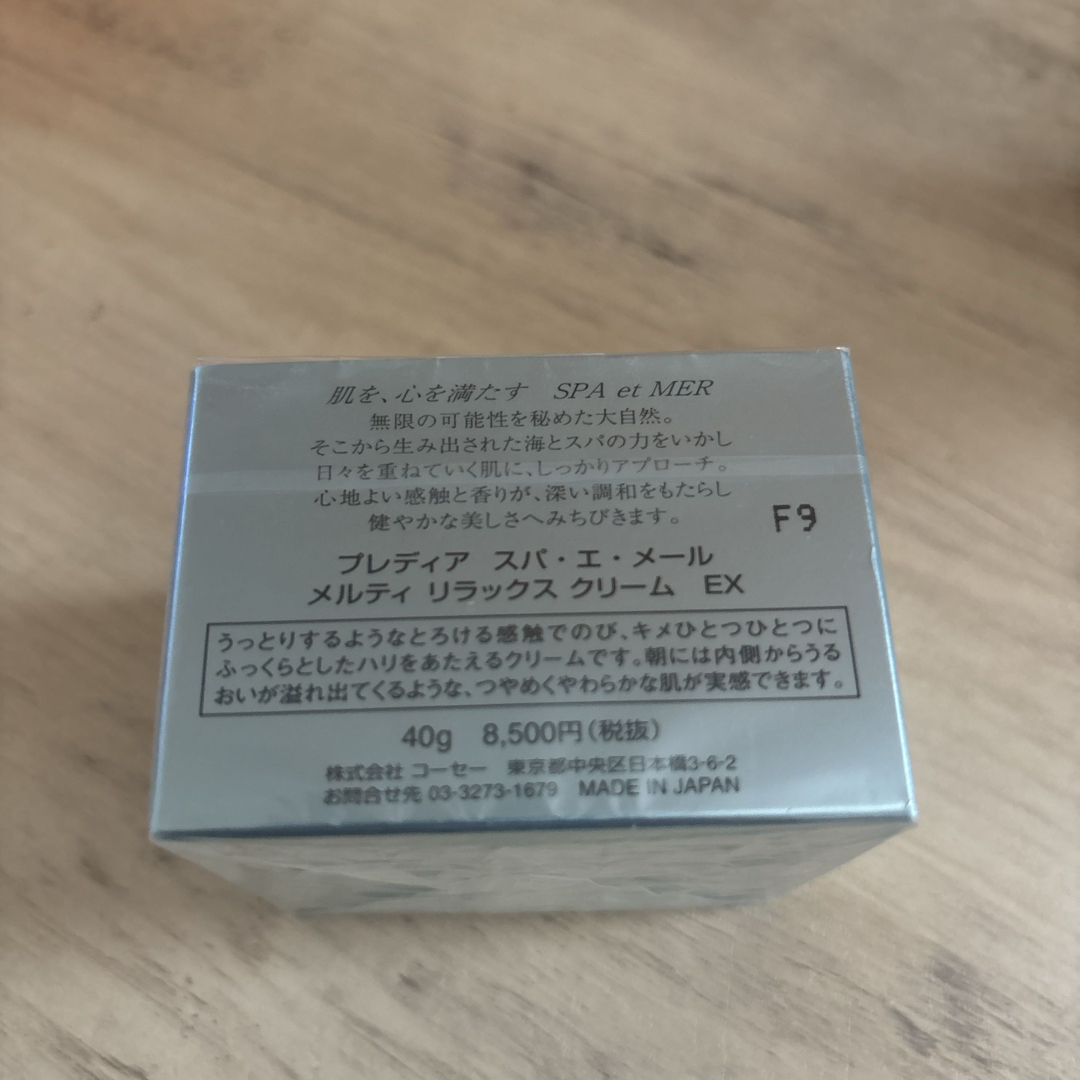 肌を、心を満たす SPA et MER
無限の可能性を秘めた大自然。
そこから生み出された海とスパの力をいかし
日々を重ねていく肌に、しっかりアプローチ。
心地よい感触と香りが、深い調和をもたらし
健やかな美しさへみちびきます。
F9
プレディア スパ・エ・メール
メルティ リラックス クリーム EX
うっとりするようなとろける感触でのび、キメひとつひとつに
ふっくらとしたハリをあたえるクリームです。朝には内側からうる
おいが溢れ出てくるような、つやめくやわらかな肌が実感できます。
40g 8,500円(税抜)
株式会社 コーセー 東京都中央区日本橋3-6-2
お問合せ先 03-3273-1679 MADE IN JAPAN